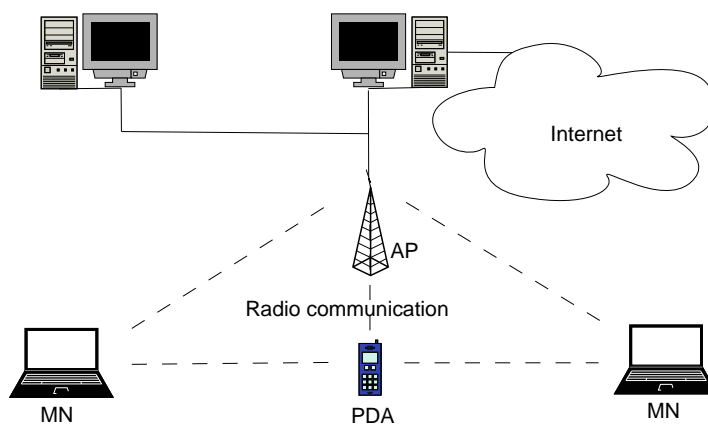 Internet
AP
Radio communication
MN
PDA
MN